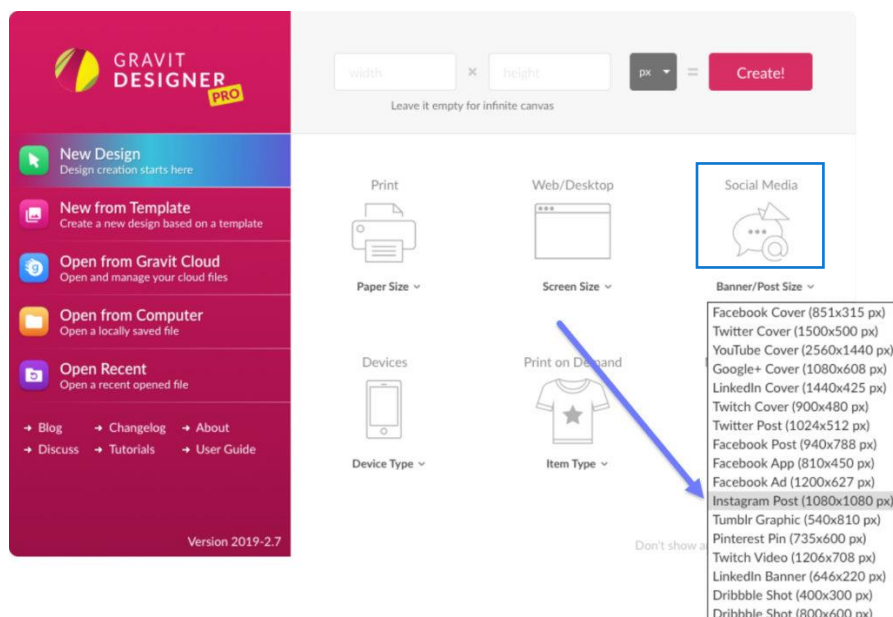 GRAVIT
DESIGNER
PRO
width × height px = Create!
Leave it empty for infinite canvas
New Design
Design creation starts here
New from Template
Create a new design based on a template
Open from Gravit Cloud
Open and manage your cloud files
Open from Computer
Open a locally saved file
Open Recent
Open a recent opened file
→ Blog → Changelog → About
→ Discuss → Tutorials → User Guide
Version 2019-2.7
Print Web/Desktop Social Media
Paper Size Screen Size Banner/Post Size
Devices Print on Demand
Device Type Item Type
Don't show
Facebook Cover (851x315 px)
Twitter Cover (1500x500 px)
YouTube Cover (2560x1440 px)
Google+ Cover (1080x608 px)
LinkedIn Cover (1440x425 px)
Twitch Cover (900x480 px)
Twitter Post (1024x512 px)
Facebook Post (940x788 px)
Facebook App (810x450 px)
Facebook Ad (1200x627 px)
Instagram Post (1080x1080 px)
Tumblr Graphic (540x810 px)
Pinterest Pin (735x600 px)
Twitch Video (1206x708 px)
LinkedIn Banner (646x220 px)
Dribbble Shot (400x300 px)
Dribbble Shot (800x600 px)